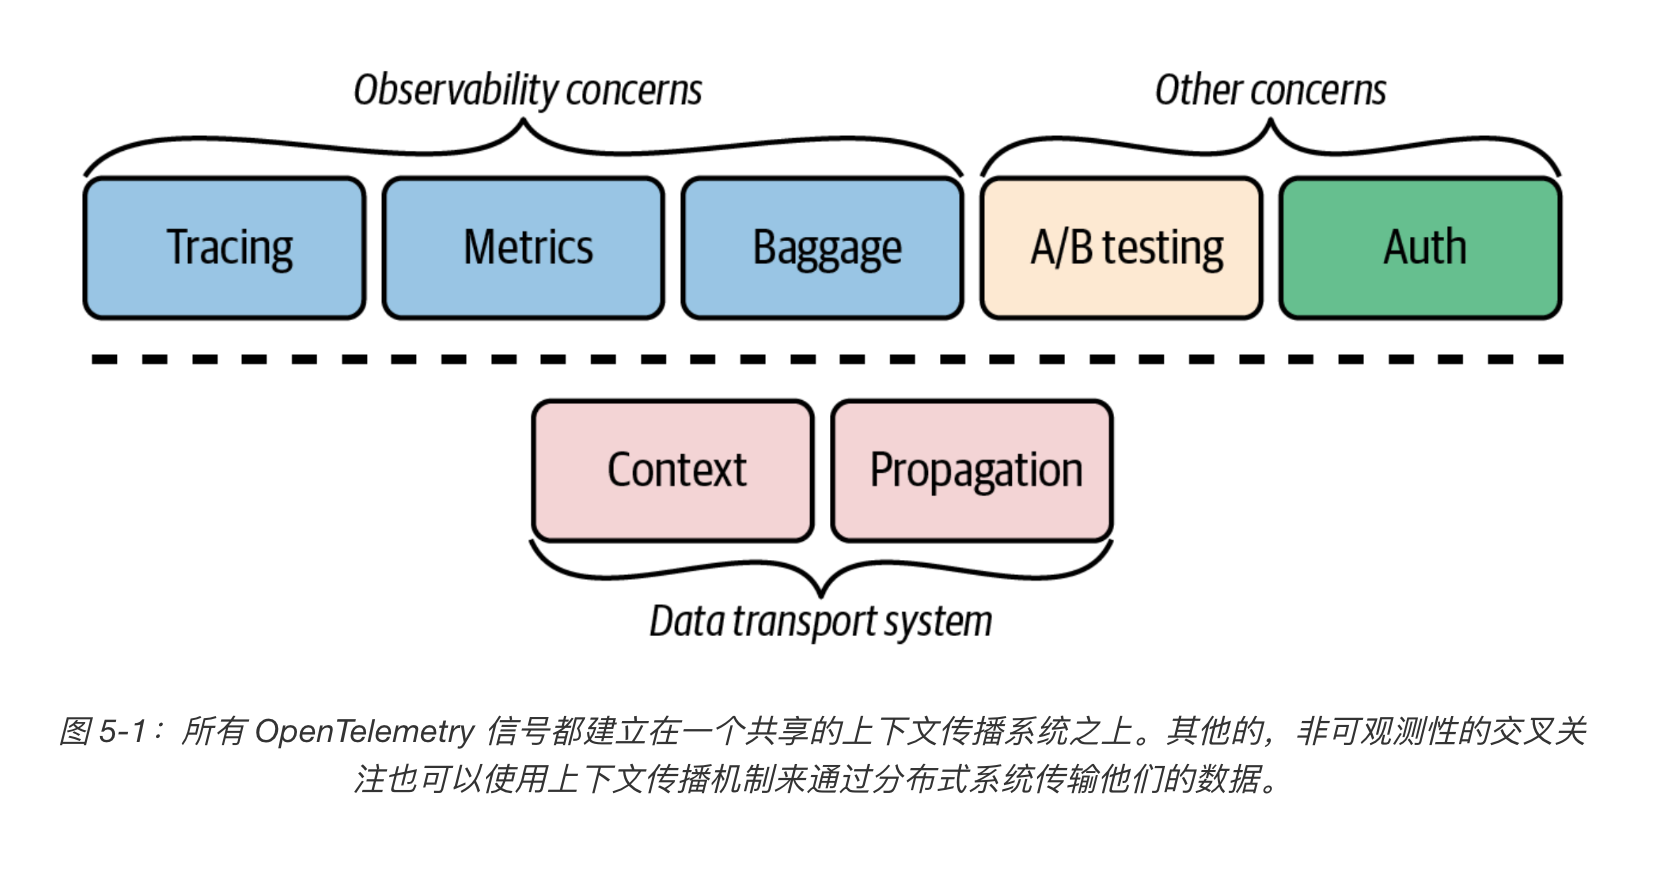 Observability concerns
Other concerns
Tracing
Metrics
Baggage
A/B testing
Auth
Context
Propagation
Data transport system
图 5-1：所有 OpenTelemetry 信号都建立在一个共享的上下文传播系统之上。其他的，非可观测性的交叉关
注也可以使用上下文传播机制来通过分布式系统传输他们的数据。